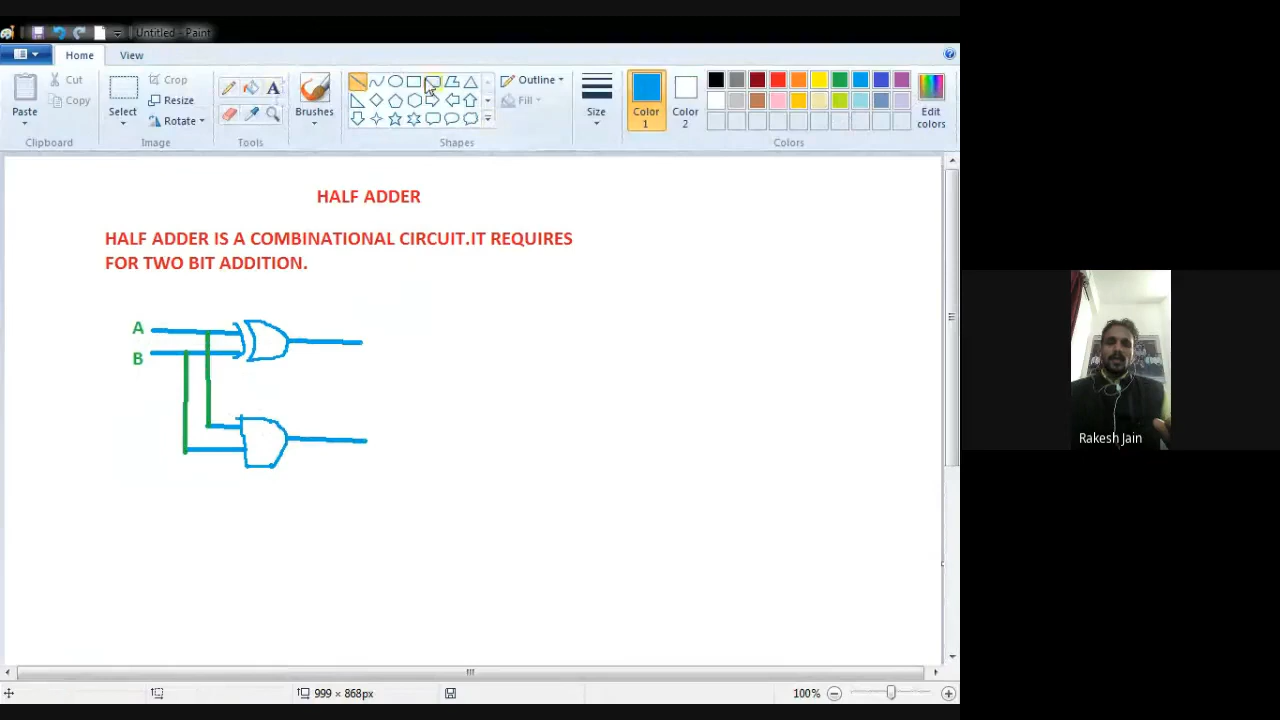 Untitled - Paint
Home View
Paste
Cut
Copy
Clipboard
Select
Crop
Resize
Rotate
Image
A
Tools
Brushes
Shapes
Outline
Fill
Size
Color 1
Color 2
Edit colors
Colors
HALF ADDER
HALF ADDER IS A COMBINATIONAL CIRCUIT.IT REQUIRES
FOR TWO BIT ADDITION.
A
B
Rakesh Jain
999 × 868px
100%